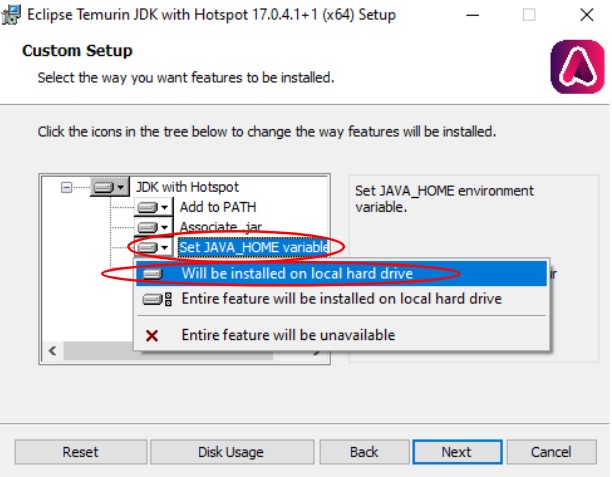 Eclipse Temurin JDK with Hotspot 17.0.4.1+1 (x64) Setup
Custom Setup
Select the way you want features to be installed.
Click the icons in the tree below to change the way features will be installed.
JDK with Hotspot
Add to PATH
Associate .jar
Set JAVA_HOME variable
Will be installed on local hard drive
Entire feature will be installed on local hard drive
Entire feature will be unavailable
Set JAVA_HOME environment
variable.
Reset
Disk Usage
Back
Next
Cancel